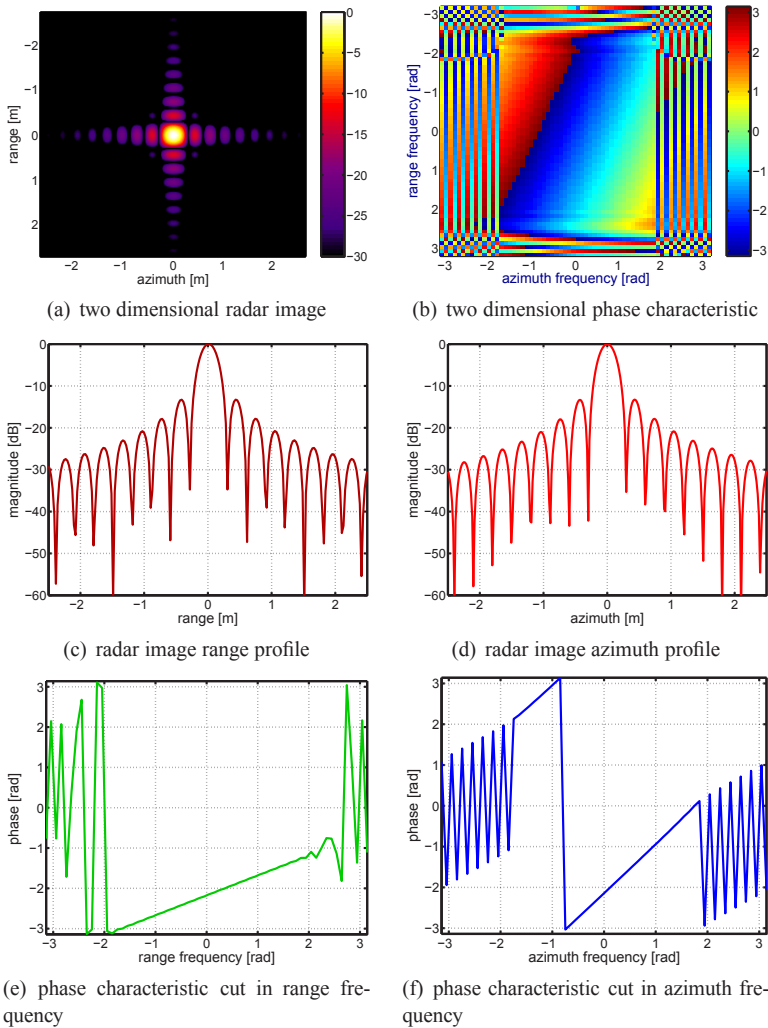 −2
−1
0
1
2
range [m]
−2 −1 0 1 2
azimuth [m]
0
−5
−10
−15
−20
−25
−30
(a) two dimensional radar image
−3
−2
−1
0
1
2
3
range frequency [rad]
−3 −2 −1 0 1 2 3
azimuth frequency [rad]
3
2
1
0
−1
−2
−3
(b) two dimensional phase characteristic
0
−10
−20
−30
−40
−50
−60
magnitude [dB]
−2 −1 0 1 2
range [m]
(c) radar image range profile
0
−10
−20
−30
−40
−50
−60
magnitude [dB]
−2 −1 0 1 2
azimuth [m]
(d) radar image azimuth profile
3
2
1
0
−1
−2
−3
phase [rad]
−3 −2 −1 0 1 2 3
range frequency [rad]
(e) phase characteristic cut in range fre-
quency
3
2
1
0
−1
−2
−3
phase [rad]
−3 −2 −1 0 1 2 3
azimuth frequency [rad]
(f) phase characteristic cut in azimuth fre-
quency